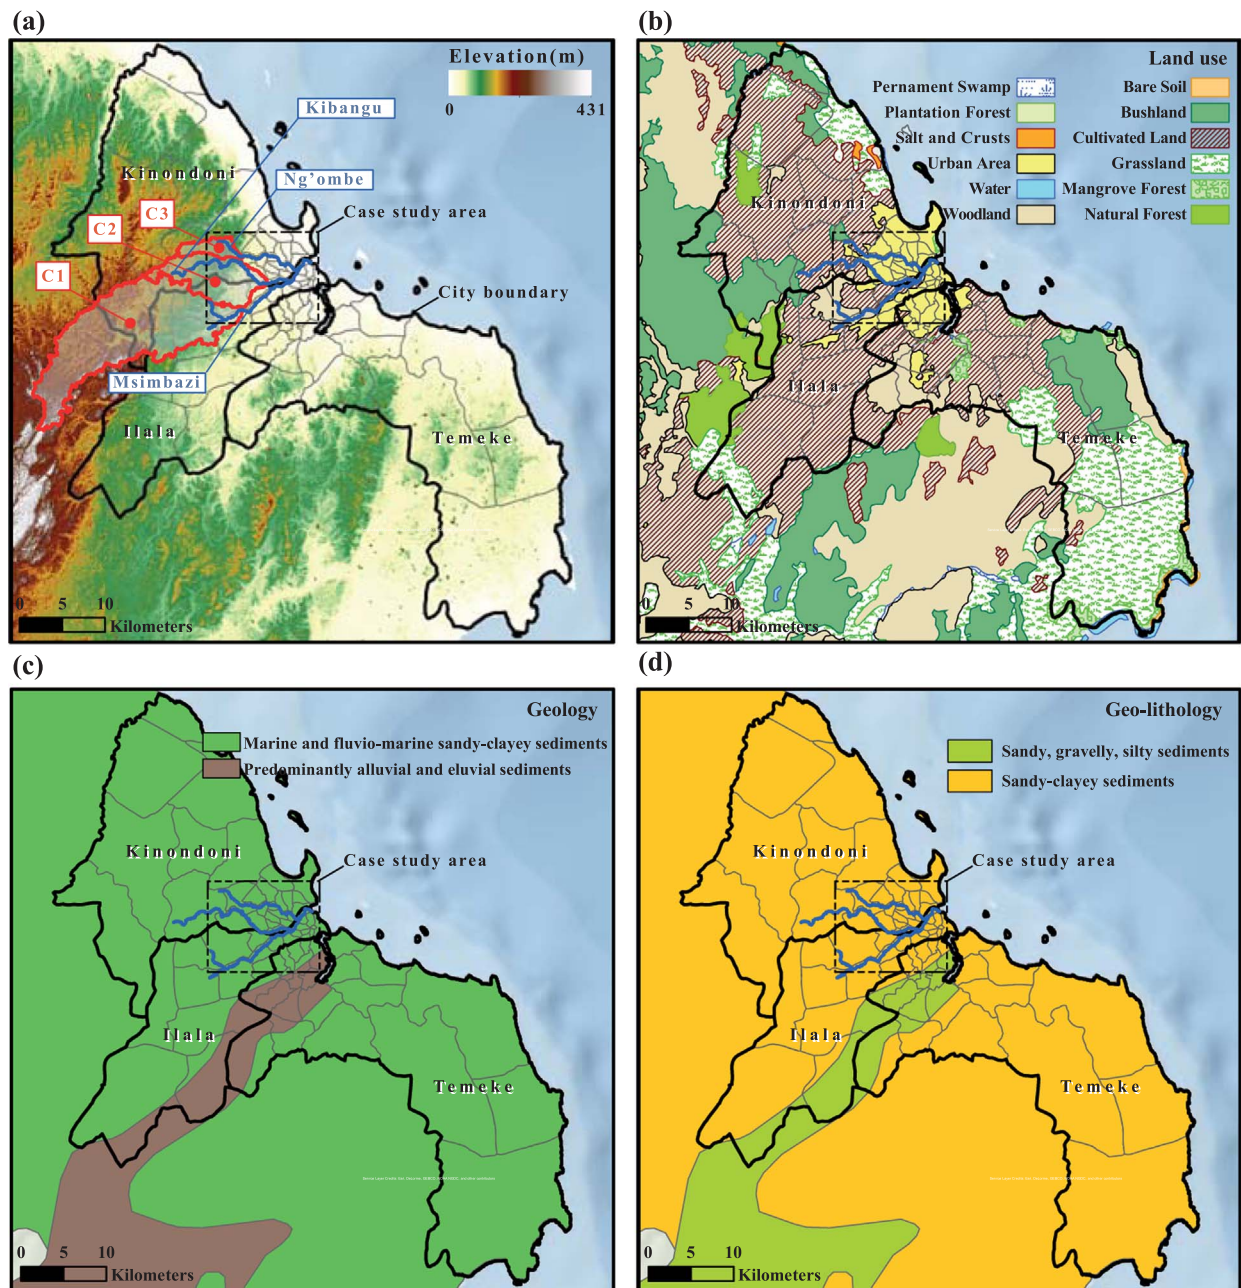 (a)
Elevation(m)
0
431
Kibangu
Kinondoni
Ng'ombe
C3
Case study area
C2
C1
City boundary
Msimbazi
Ilala
Temeke
0 5 10
Kilometers
(b)
Land use
Pernament Swamp
Bare Soil
Plantation Forest
Bushland
Salt and Crusts
Cultivated Land
Urban Area
Grassland
Water
Mangrove Forest
Woodland
Natural Forest
Kinondoni
Ilala
Temeke
0 5 10
Kilometers
(c)
Geology
Marine and fluvio-marine sandy-clayey sediments
Predominantly alluvial and eluvial sediments
Kinondoni
Case study area
Ilala
Temeke
0 5 10
Kilometers
(d)
Geo-lithology
Sandy, gravelly, silty sediments
Sandy-clayey sediments
Kinondoni
Case study area
Ilala
Temeke
0 5 10
Kilometers